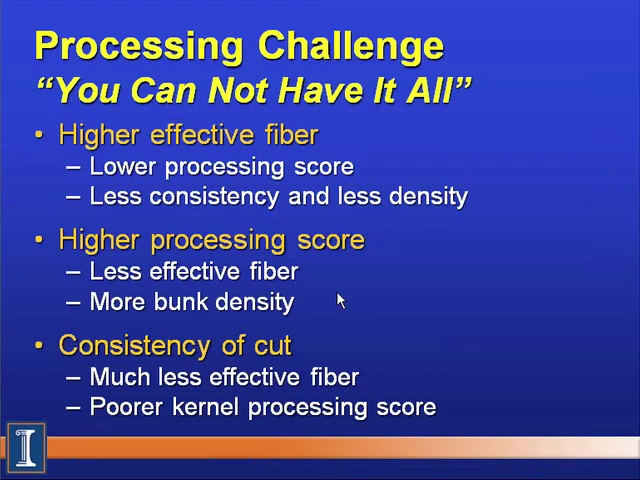 Processing Challenge
“You Can Not Have It All”
• Higher effective fiber
– Lower processing score
– Less consistency and less density
• Higher processing score
– Less effective fiber
– More bunk density
• Consistency of cut
– Much less effective fiber
– Poorer kernel processing score
I